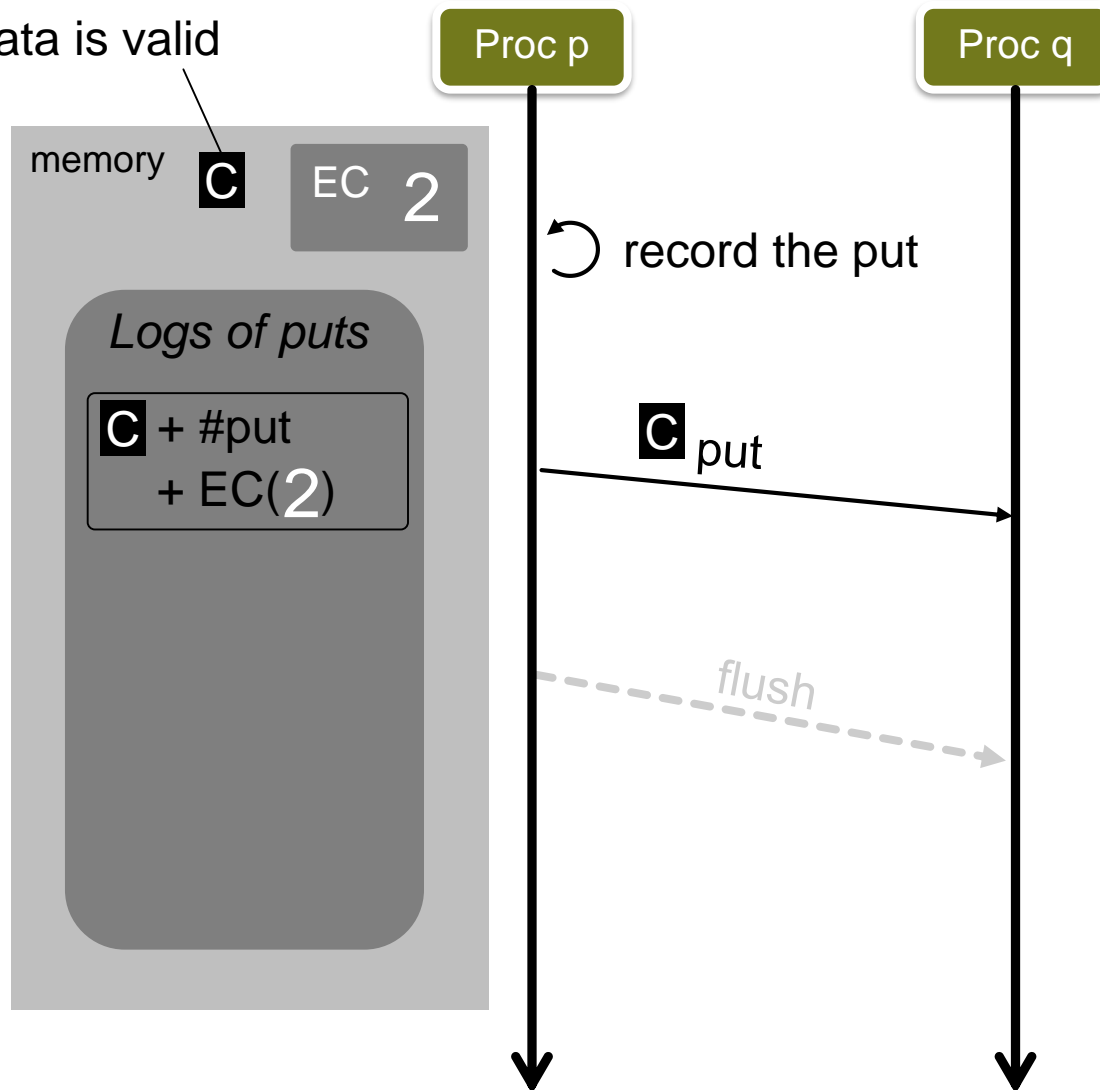 ata is valid
Proc p
Proc q
memory
C
EC 2
record the put
Logs of puts
C + #put
+ EC(2)
C put
flush